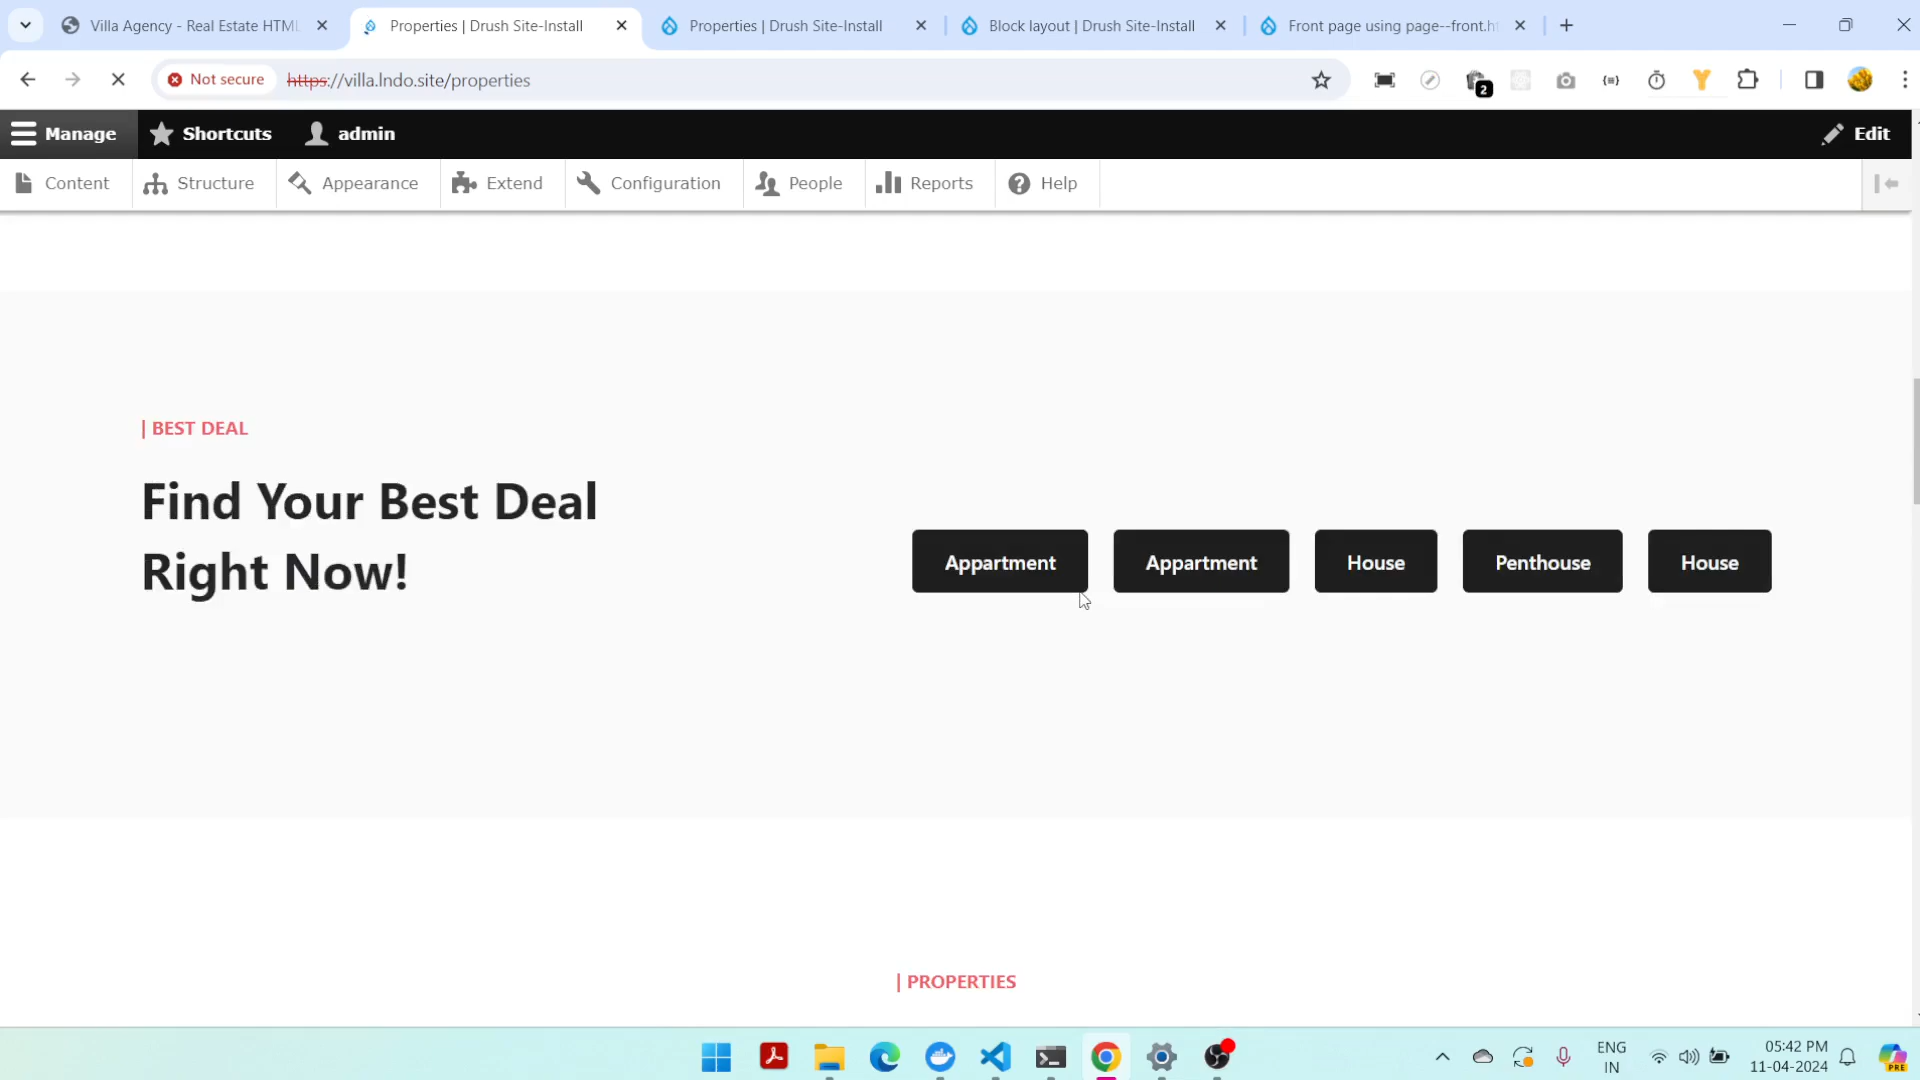 Villa Agency - Real Estate HTML
Properties | Drush Site-Install
Properties | Drush Site-Install
Block layout | Drush Site-Install
Front page using page--front.ht
Not secure
https://villa.lndo.site/properties
2
Manage
Shortcuts
admin
Edit
Content
Structure
Appearance
Extend
Configuration
People
Reports
Help
| BEST DEAL
Find Your Best Deal
Right Now!
Appartment
Appartment
House
Penthouse
House
| PROPERTIES
ENG
IN
05:42 PM
11-04-2024
PRE